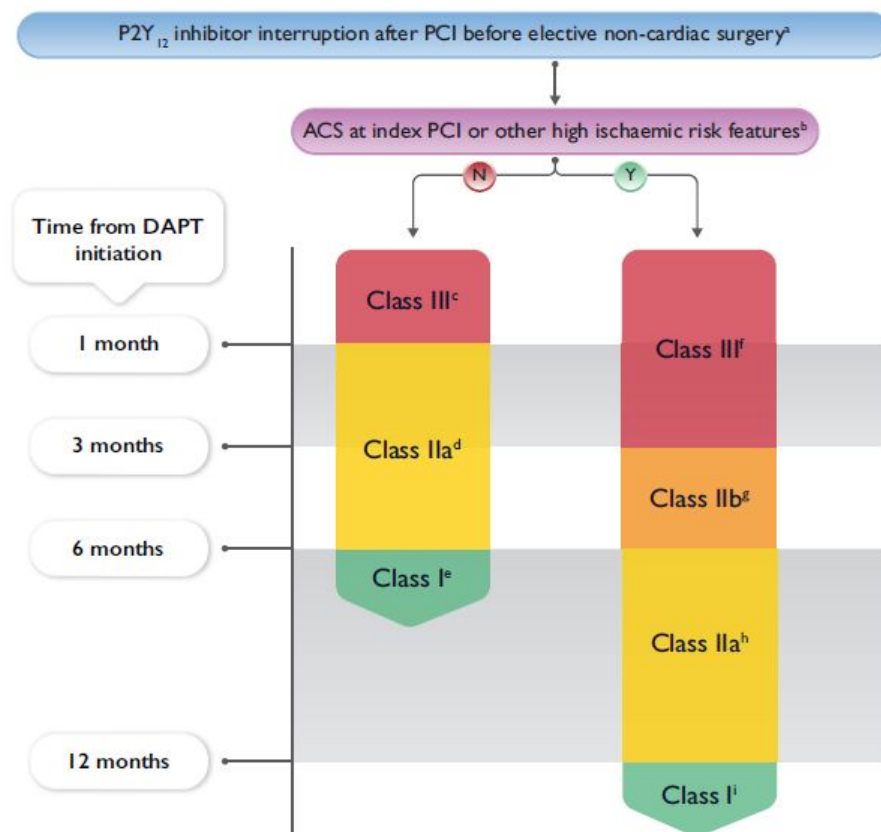 P2Y₁₂ inhibitor interruption after PCI before elective non-cardiac surgeryᵃ
ACS at index PCI or other high ischaemic risk featuresᵇ
N
Y
Time from DAPT
initiation
Class IIIᶜ
1 month
Class IIIᶠ
3 months
Class IIaᵈ
Class IIbᵍ
6 months
Class Iᵉ
Class IIaʰ
12 months
Class Iⁱ